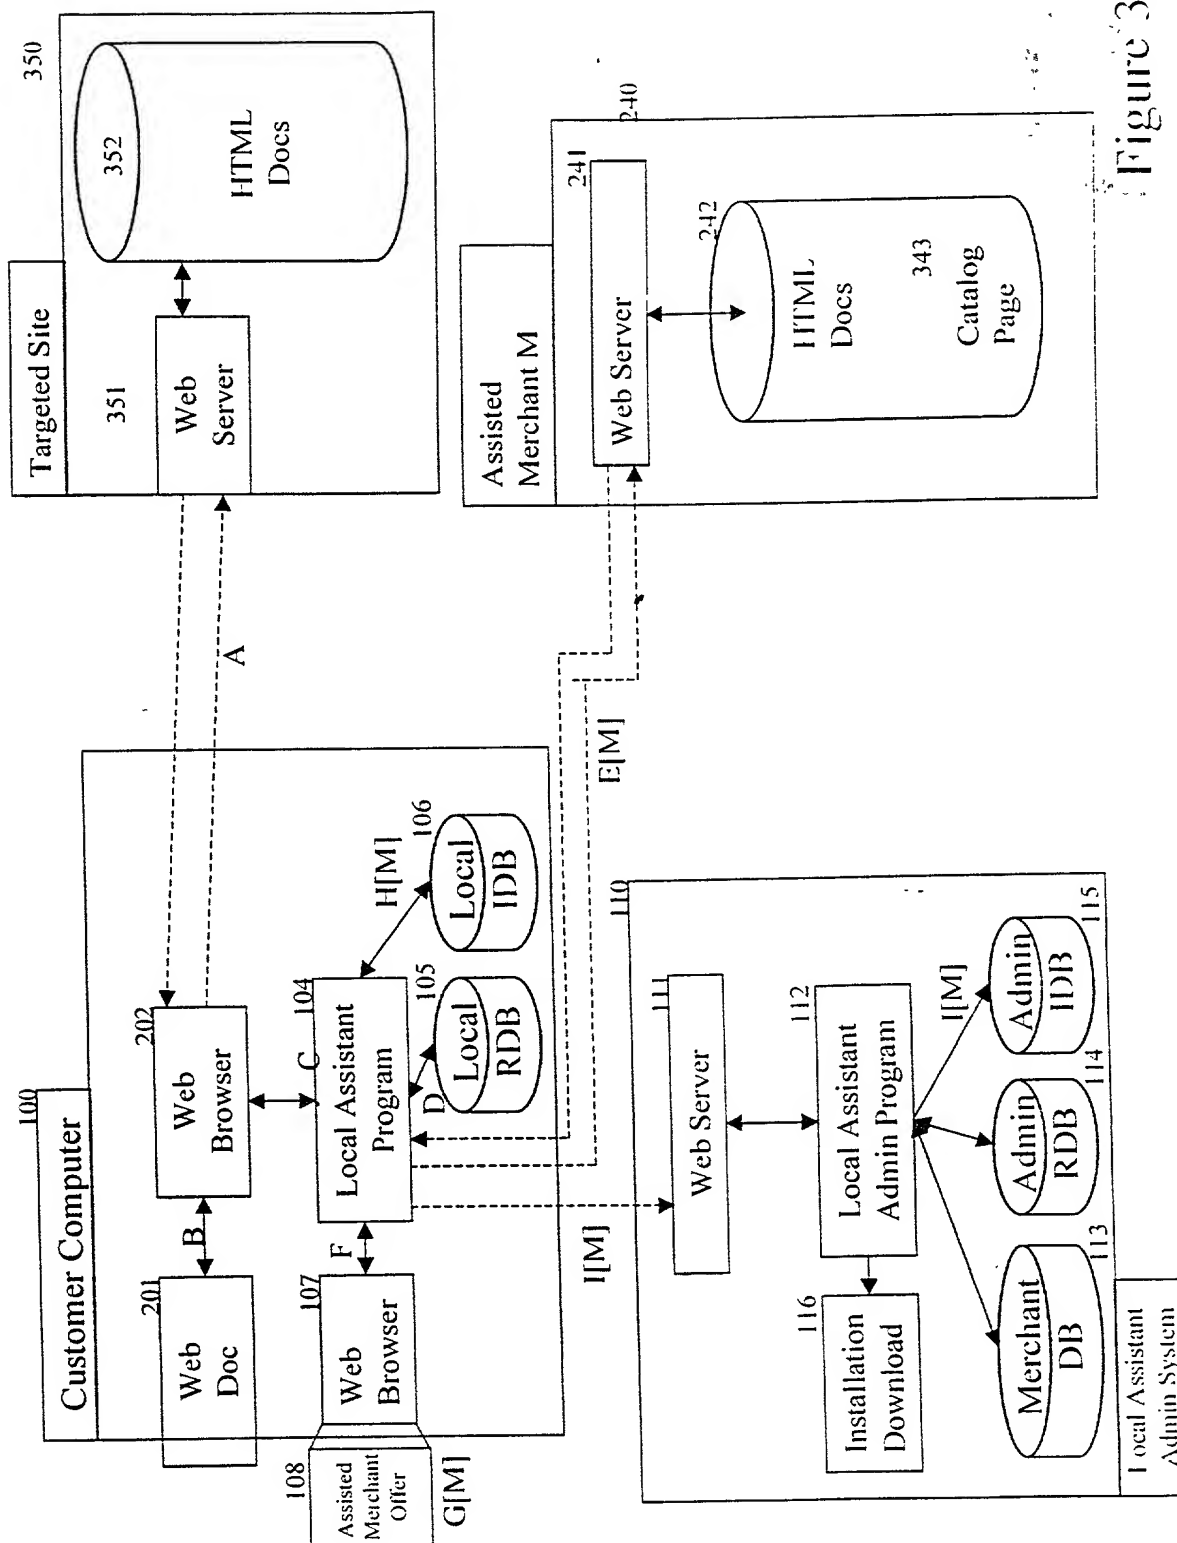 Customer Computer
100
Web
Doc
201
B
Web
Browser
202
A
Targeted Site
350
351
Web
Server
352
HTML
Docs
108
Assisted
Merchant
Offer
G[M]
107
Web
Browser
F
C
104
Local Assistant
Program
D
105
Local
RDB
H[M]
106
Local
IDB
E[M]
I[M]
Assisted
Merchant M
240
241
Web Server
242
HTML
Docs
343
Catalog
Page
110
111
Web Server
112
Local Assistant
Admin Program
116
Installation
Download
I[M]
113
Merchant
DB
114
Admin
RDB
115
Admin
IDB
Local Assistant
Admin System
Figure 3